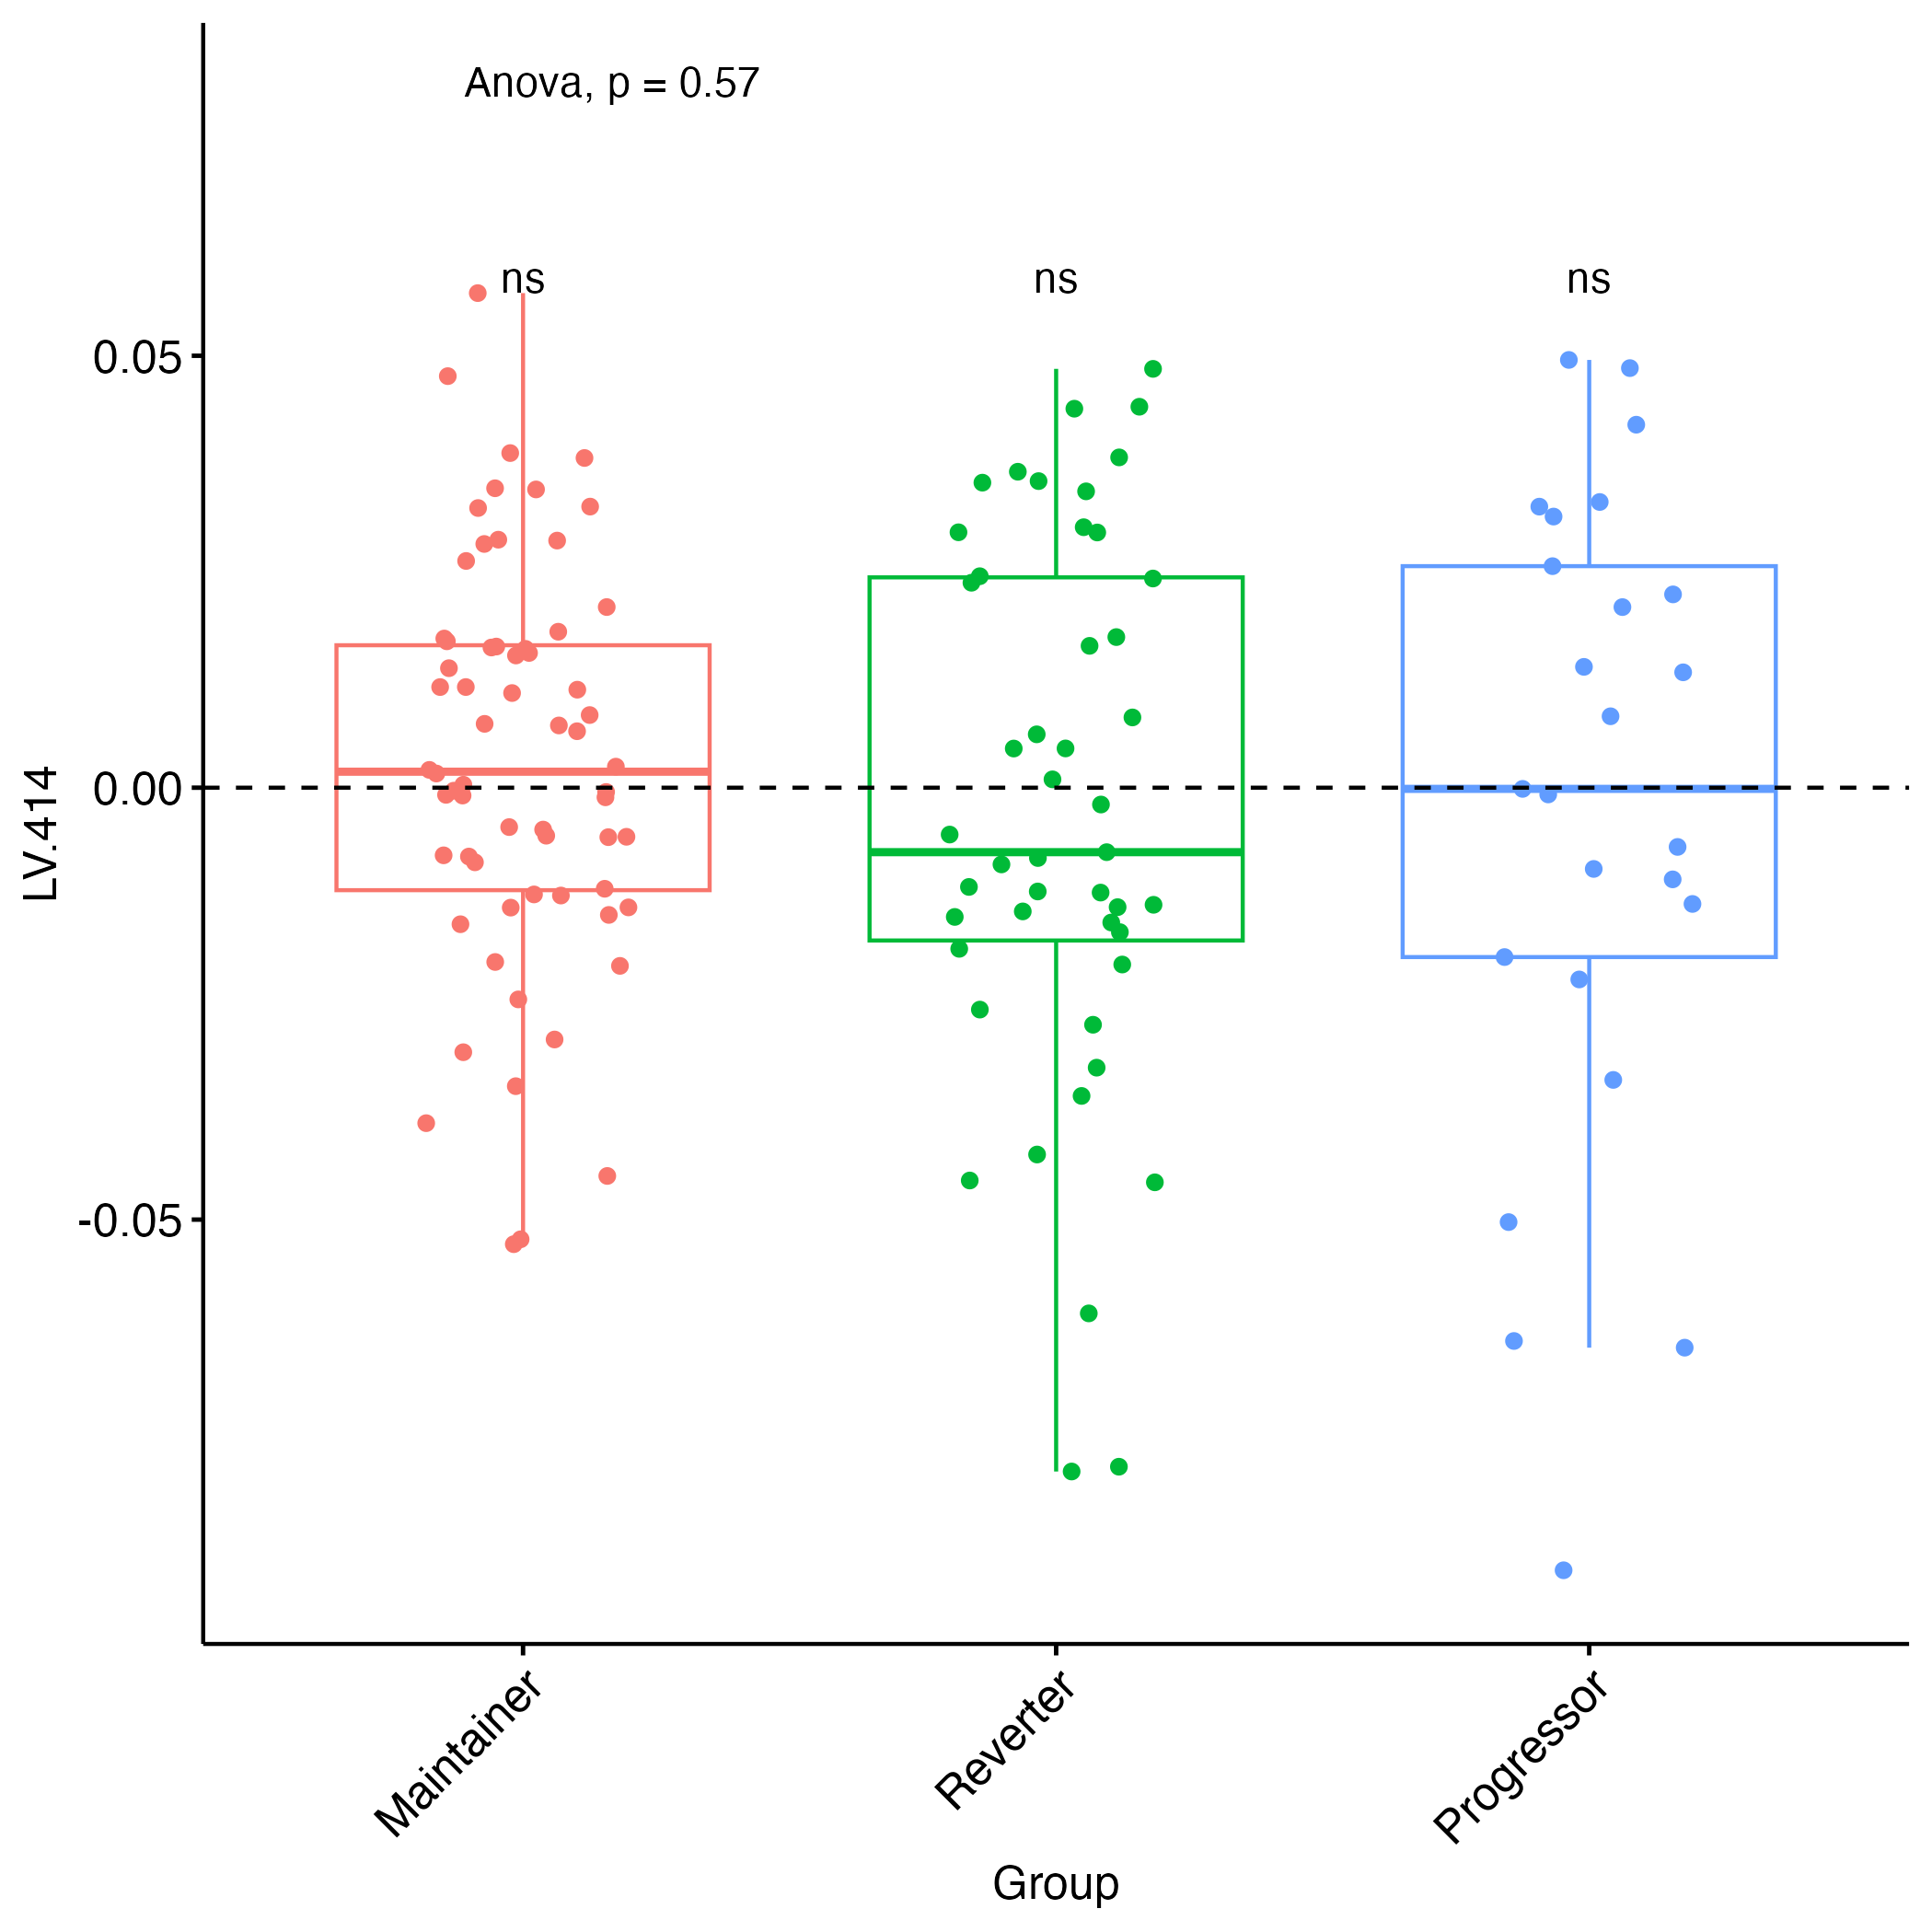 Anova, p = 0.57
ns ns ns
0.05
0.00
-0.05
LV.414
Maintainer
Reverter
Progressor
Group